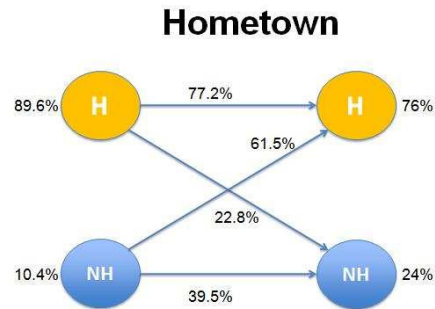 Hometown
H 77.2% H
89.6% 76%
61.5%
22.8%
10.4% NH NH 24%
39.5%